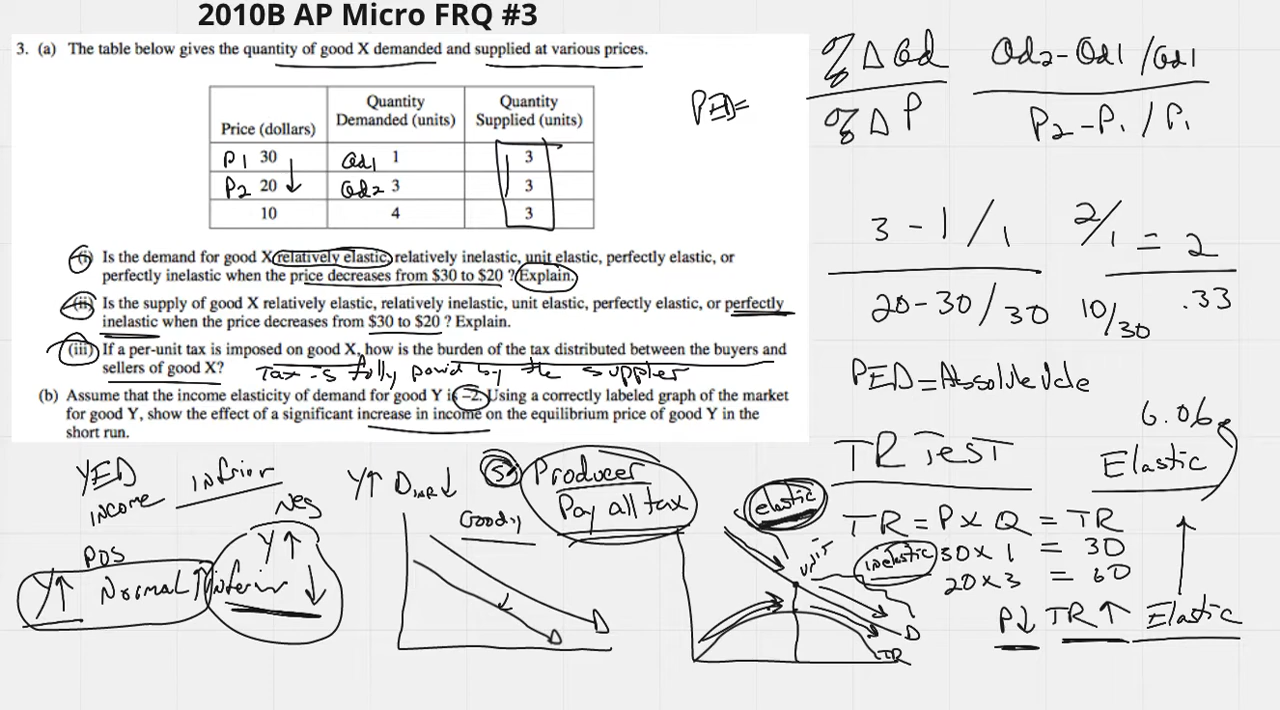 2010B AP Micro FRQ #3
3. (a) The table below gives the quantity of good X demanded and supplied at various prices.
Price (dollars) Quantity Demanded (units) Quantity Supplied (units)
P1 30 Qd1 1 3
P2 20 Qd2 3 3
10 4 3
(i) Is the demand for good X relatively elastic, relatively inelastic, unit elastic, perfectly elastic, or
perfectly inelastic when the price decreases from $30 to $20 ? Explain.
(ii) Is the supply of good X relatively elastic, relatively inelastic, unit elastic, perfectly elastic, or perfectly
inelastic when the price decreases from $30 to $20 ? Explain.
(iii) If a per-unit tax is imposed on good X, how is the burden of the tax distributed between the buyers and
sellers of good X?
Tax is fully paid by the supplier
(b) Assume that the income elasticity of demand for good Y is –2. Using a correctly labeled graph of the market
for good Y, show the effect of a significant increase in income on the equilibrium price of good Y in the
short run.
PED=
% Δ Qd
% Δ P
Qd2 - Qd1 / Qd1
P2 - P1 / P1
3 - 1 / 1
20 - 30 / 30
2/1 = 2
10/30 .33
PED = Absolute Vale
6.06
Elastic
TR Test
TR = P X Q = TR
30 x 1 = 30
20 x 3 = 60
P↓ TR↑ Elastic
YED
income
inferior
Neg
Y↑
inferior ↓
pos
Y↑ Normal ↑
Y↑ D ↓
Good y
D
D
S
Producer
Pay all tax
elastic
unit
inelastic
D
TR